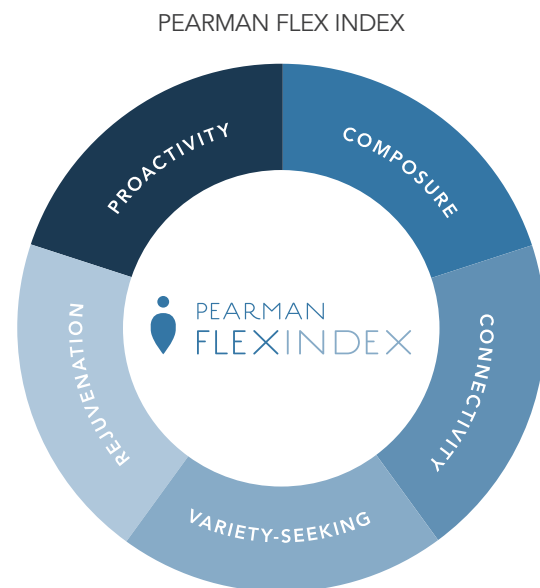 PEARMAN FLEX INDEX
COMPOSURE
CONNECTIVITY
VARIETY-SEEKING
REJUVENATION
PROACTIVITY
PEARMAN
FLEXINDEX